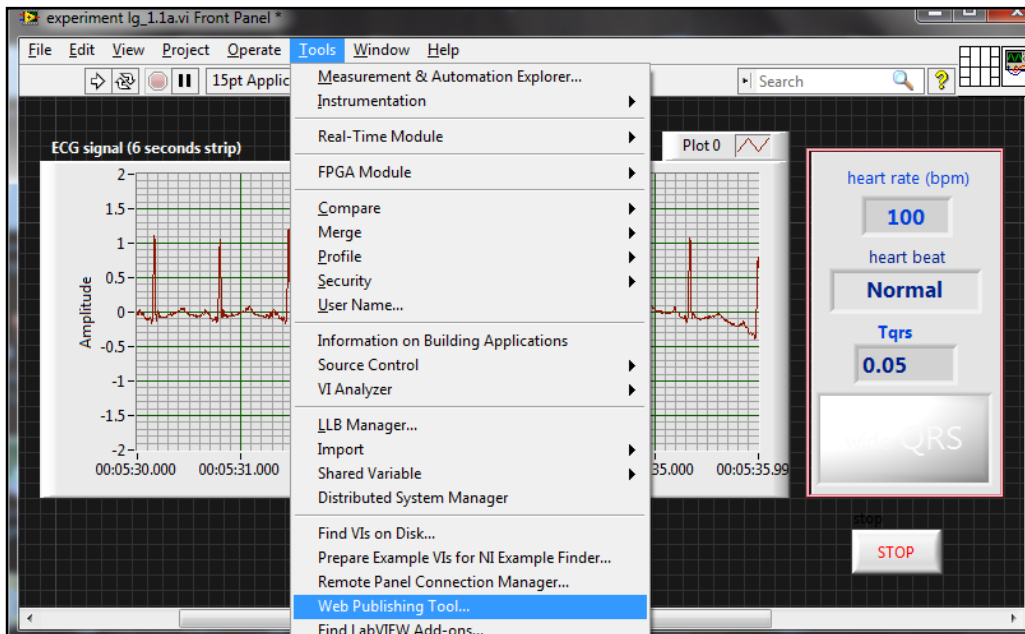 experiment lg_1.1a.vi Front Panel *
File Edit View Project Operate Tools Window Help
15pt Applic
Search
Measurement & Automation Explorer...
Instrumentation
Real-Time Module
FPGA Module
Compare
Merge
Profile
Security
User Name...
Information on Building Applications
Source Control
VI Analyzer
LLB Manager...
Import
Shared Variable
Distributed System Manager
Find VIs on Disk...
Prepare Example VIs for NI Example Finder...
Remote Panel Connection Manager...
Web Publishing Tool...
Find LabVIEW Add-ons...
ECG signal (6 seconds strip)
Plot 0
Amplitude
2
1.5
1
0.5
0
-0.5
-1
-1.5
-2
00:05:30.000 00:05:31.000 35.000 00:05:35.99
heart rate (bpm)
100
heart beat
Normal
Tqrs
0.05
wide QRS
stop
STOP